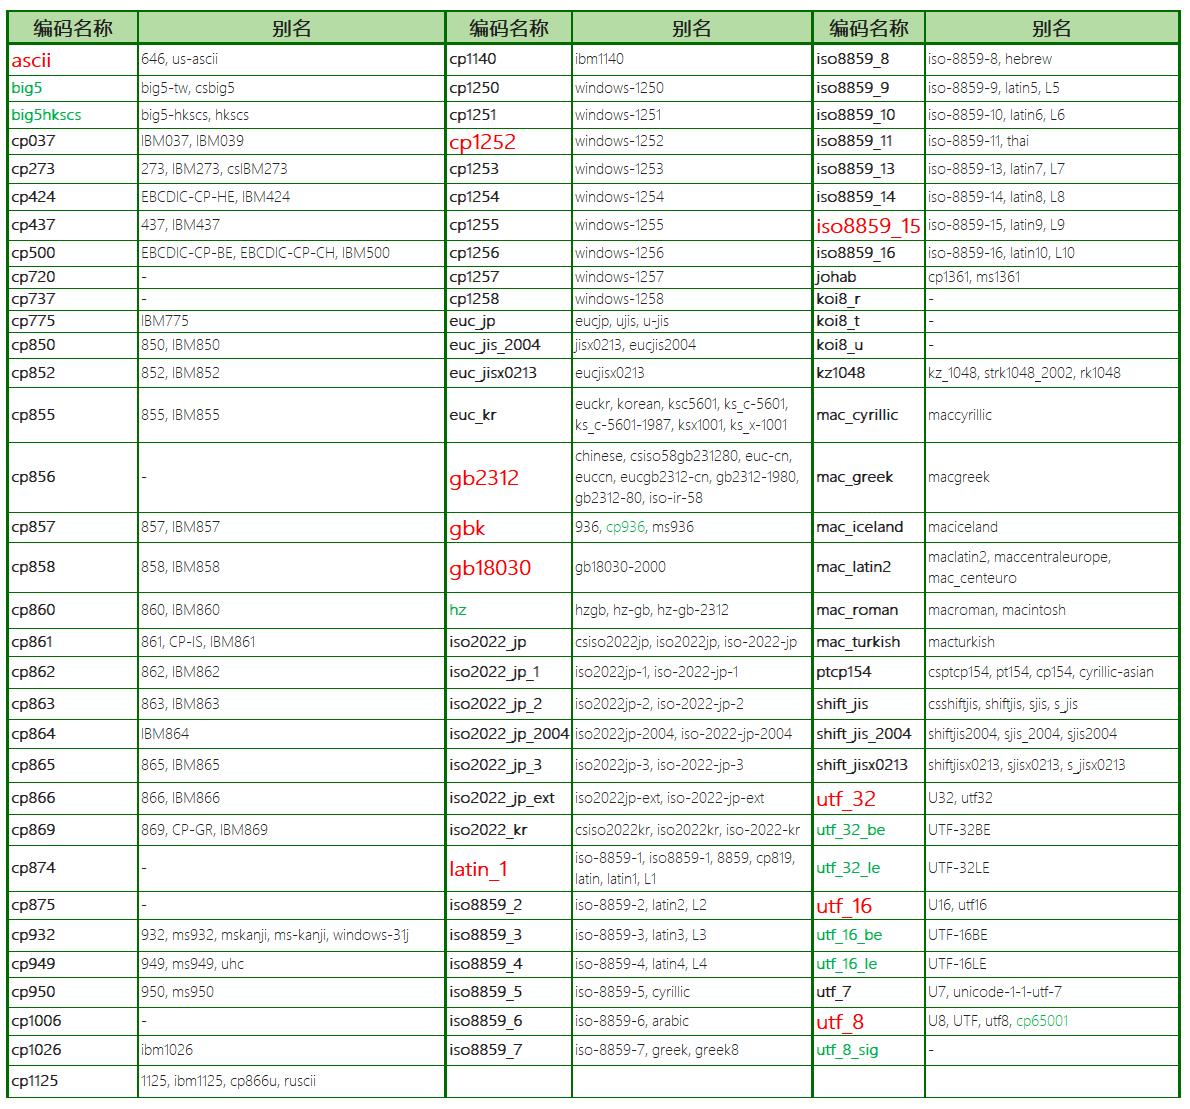 编码名称 别名 编码名称 别名 编码名称 别名
ascii 646, us-ascii cp1140 ibm1140 iso8859_8 iso-8859-8, hebrew
big5 big5-tw, csbig5 cp1250 windows-1250 iso8859_9 iso-8859-9, latin5, L5
big5hkscs big5-hkscs, hkscs cp1251 windows-1251 iso8859_10 iso-8859-10, latin6, L6
cp037 IBM037, IBM039 cp1252 windows-1252 iso8859_11 iso-8859-11, thai
cp273 273, IBM273, csIBM273 cp1253 windows-1253 iso8859_13 iso-8859-13, latin7, L7
cp424 EBCDIC-CP-HE, IBM424 cp1254 windows-1254 iso8859_14 iso-8859-14, latin8, L8
cp437 437, IBM437 cp1255 windows-1255 iso8859_15 iso-8859-15, latin9, L9
cp500 EBCDIC-CP-BE, EBCDIC-CP-CH, IBM500 cp1256 windows-1256 iso8859_16 iso-8859-16, latin10, L10
cp720 - cp1257 windows-1257 johab cp1361, ms1361
cp737 - cp1258 windows-1258 koi8_r -
cp775 IBM775 euc_jp eucjp, ujis, u-jis koi8_t -
cp850 850, IBM850 euc_jis_2004 jisx0213, eucjis2004 koi8_u -
cp852 852, IBM852 euc_jisx0213 eucjisx0213 kz1048 kz_1048, strk1048_2002, rk1048
cp855 855, IBM855 euc_kr euckr, korean, ksc5601, ks_c-5601, mac_cyrillic maccyrillic
ks_c-5601-1987, ksx1001, ks_x-1001
chinese, csiso58gb231280, euc-cn,
cp856 - gb2312 euccn, eucgb2312-cn, gb2312-1980, mac_greek macgreek
gb2312-80, iso-ir-58
cp857 857, IBM857 gbk 936, cp936, ms936 mac_iceland maciceland
cp858 858, IBM858 gb18030 gb18030-2000 mac_latin2 maclatin2, maccentraleurope,
mac_centeuro
cp860 860, IBM860 hz hzgb, hz-gb, hz-gb-2312 mac_roman macroman, macintosh
cp861 861, CP-IS, IBM861 iso2022_jp csiso2022jp, iso2022jp, iso-2022-jp mac_turkish macturkish
cp862 862, IBM862 iso2022_jp_1 iso2022jp-1, iso-2022-jp-1 ptcp154 csptcp154, pt154, cp154, cyrillic-asian
cp863 863, IBM863 iso2022_jp_2 iso2022jp-2, iso-2022-jp-2 shift_jis csshiftjis, shiftjis, sjis, s_jis
cp864 IBM864 iso2022_jp_2004 iso2022jp-2004, iso-2022-jp-2004 shift_jis_2004 shiftjis2004, sjis_2004, sjis2004
cp865 865, IBM865 iso2022_jp_3 iso2022jp-3, iso-2022-jp-3 shift_jisx0213 shiftjisx0213, sjisx0213, s_jisx0213
cp866 866, IBM866 iso2022_jp_ext iso2022jp-ext, iso-2022-jp-ext utf_32 U32, utf32
cp869 869, CP-GR, IBM869 iso2022_kr csiso2022kr, iso2022kr, iso-2022-kr utf_32_be UTF-32BE
cp874 - latin_1 iso-8859-1, iso8859-1, 8859, cp819, utf_32_le UTF-32LE
latin, latin1, L1
cp875 - iso8859_2 iso-8859-2, latin2, L2 utf_16 U16, utf16
cp932 932, ms932, mskanji, ms-kanji, windows-31j iso8859_3 iso-8859-3, latin3, L3 utf_16_be UTF-16BE
cp949 949, ms949, uhc iso8859_4 iso-8859-4, latin4, L4 utf_16_le UTF-16LE
cp950 950, ms950 iso8859_5 iso-8859-5, cyrillic utf_7 U7, unicode-1-1-utf-7
cp1006 - iso8859_6 iso-8859-6, arabic utf_8 U8, UTF, utf8, cp65001
cp1026 ibm1026 iso8859_7 iso-8859-7, greek, greek8 utf_8_sig -
cp1125 1125, ibm1125, cp866u, ruscii